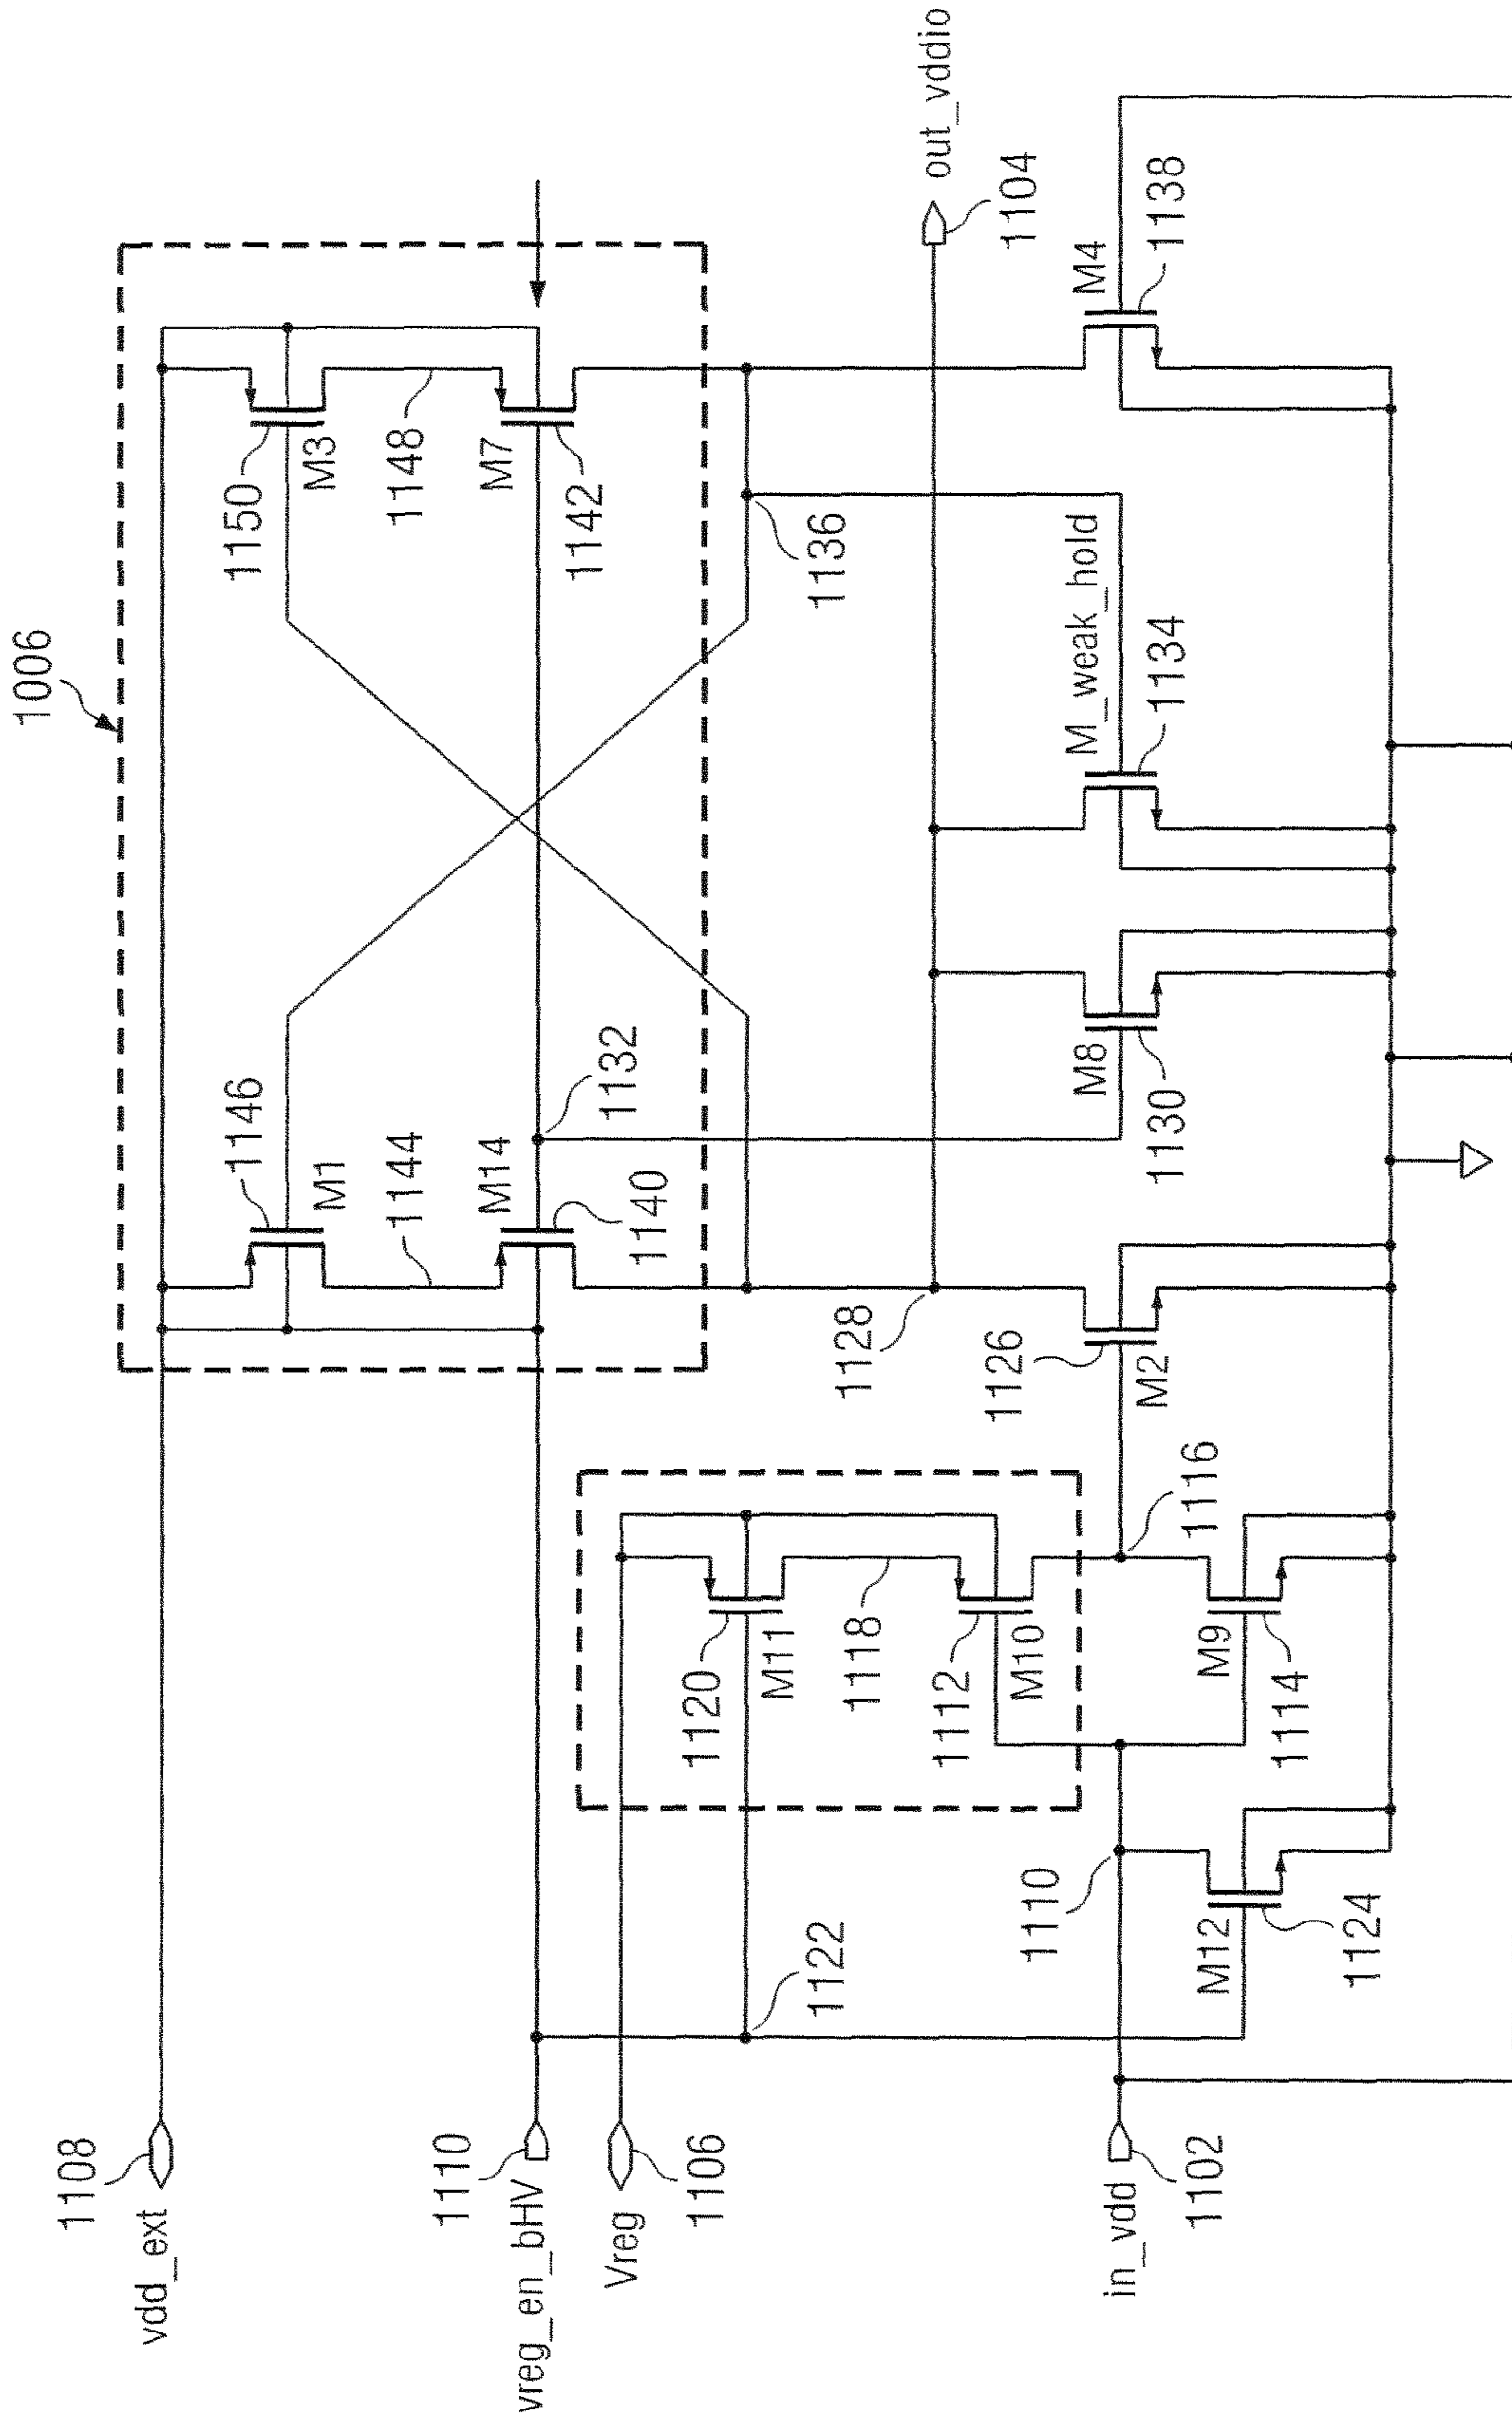 1006
vdd_ext
1108
1146
M1
1144
M14
1140
1132
1150
M3
1148
M7
1142
1136
vreg_en_bHV
1110
Vreg
1106
1120
M11
1118
1112
M10
1122
1128
out_vddio
1104
in_vdd
1102
1110
M12
1124
M9
1114
1116
1126
M2
M8
1130
M_weak_hold
1134
M4
1138